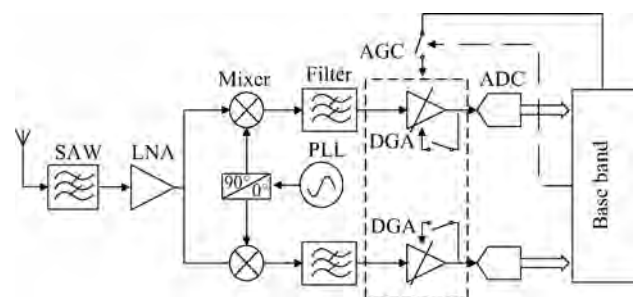 AGC
Mixer
Filter
ADC
SAW
LNA
DGA
PLL
90°
0°
DGA
Base band